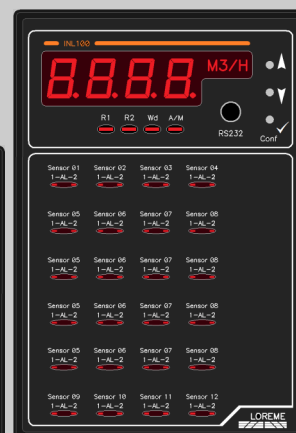 INL100
8.8.8.8 M3/H
R1 R2 Wd A/M
RS232
Conf
Sensor 01 Sensor 02 Sensor 03 Sensor 04
1-AL-2 1-AL-2 1-AL-2 1-AL-2
Sensor 05 Sensor 06 Sensor 07 Sensor 08
1-AL-2 1-AL-2 1-AL-2 1-AL-2
Sensor 05 Sensor 06 Sensor 07 Sensor 08
1-AL-2 1-AL-2 1-AL-2 1-AL-2
Sensor 05 Sensor 06 Sensor 07 Sensor 08
1-AL-2 1-AL-2 1-AL-2 1-AL-2
Sensor 05 Sensor 06 Sensor 07 Sensor 08
1-AL-2 1-AL-2 1-AL-2 1-AL-2
Sensor 09 Sensor 10 Sensor 11 Sensor 12
1-AL-2 1-AL-2 1-AL-2 1-AL-2
LOREME